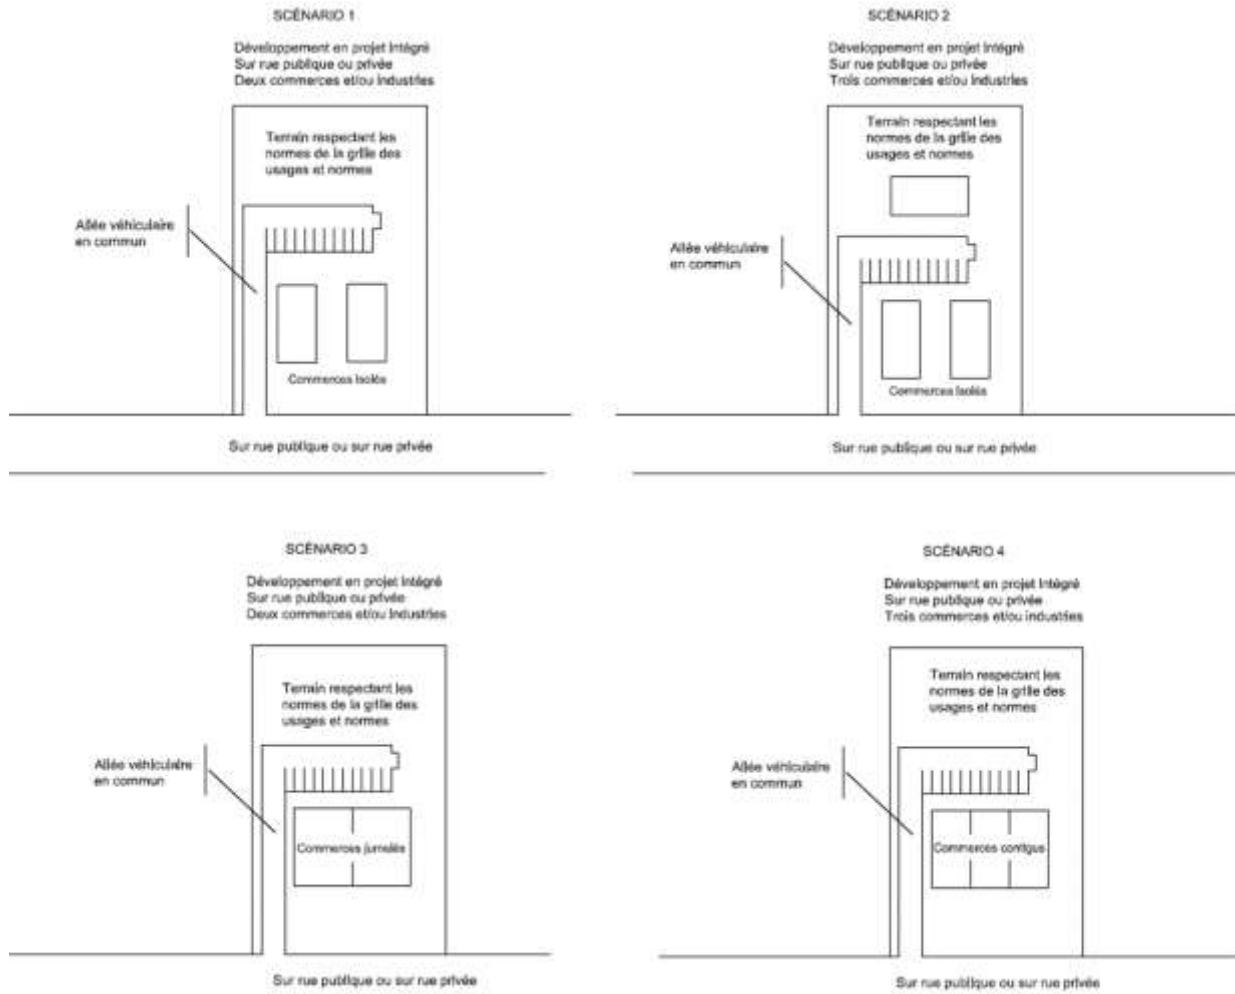 SCÉNARIO 1
Développement en projet Intégré
Sur rue publique ou privée
Deux commerces et/ou Industries
Terrain respectant les
normes de la grille des
usages et normes
Allée véhiculaire
en commun
Commerces Isolés
Sur rue publique ou sur rue privée
SCÉNARIO 2
Développement en projet Intégré
Sur rue publique ou privée
Trois commerces et/ou Industries
Terrain respectant les
normes de la grille des
usages et normes
Allée véhiculaire
en commun
Commerces Isolés
Sur rue publique ou sur rue privée
SCÉNARIO 3
Développement en projet Intégré
Sur rue publique ou privée
Deux commerces et/ou Industries
Terrain respectant les
normes de la grille des
usages et normes
Allée véhiculaire
en commun
Commerces jumelés
Sur rue publique ou sur rue privée
SCÉNARIO 4
Développement en projet Intégré
Sur rue publique ou privée
Trois commerces et/ou industries
Terrain respectant les
normes de la grille des
usages et normes
Allée véhiculaire
en commun
Commerces contigus
Sur rue publique ou sur rue privée